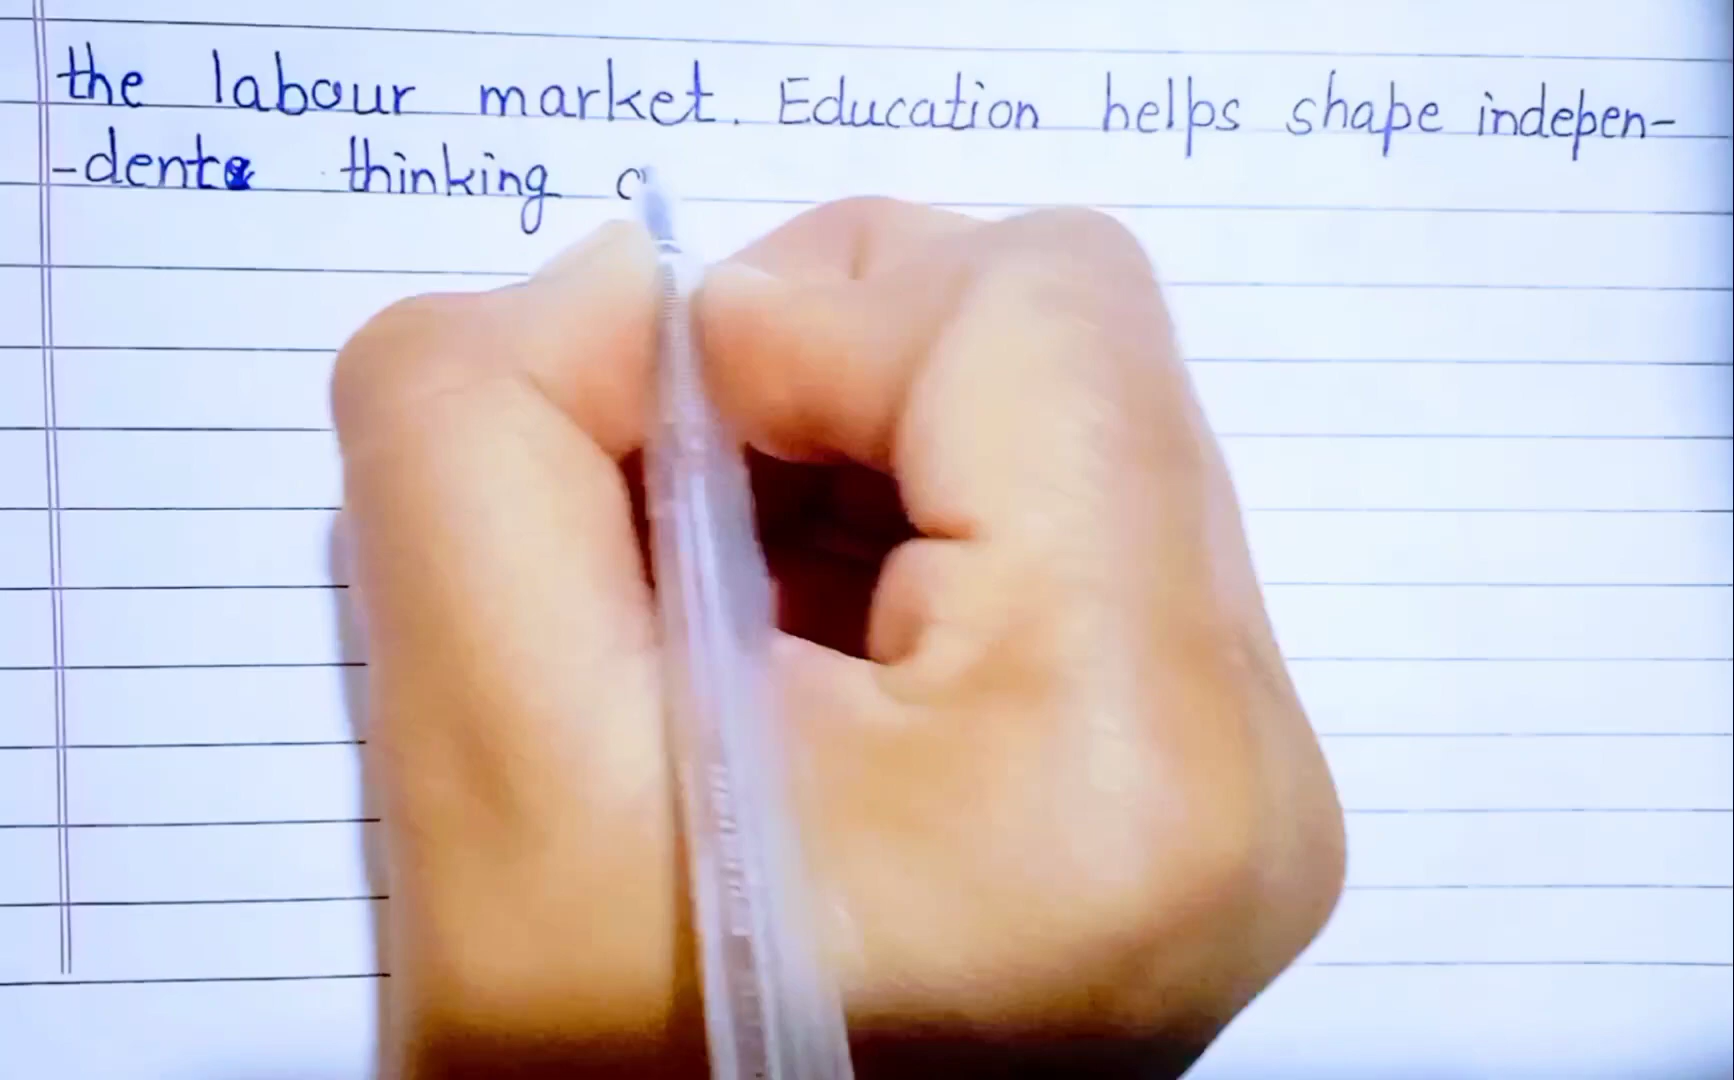 the labour market. Education helps shape indepen-
-dent thinking